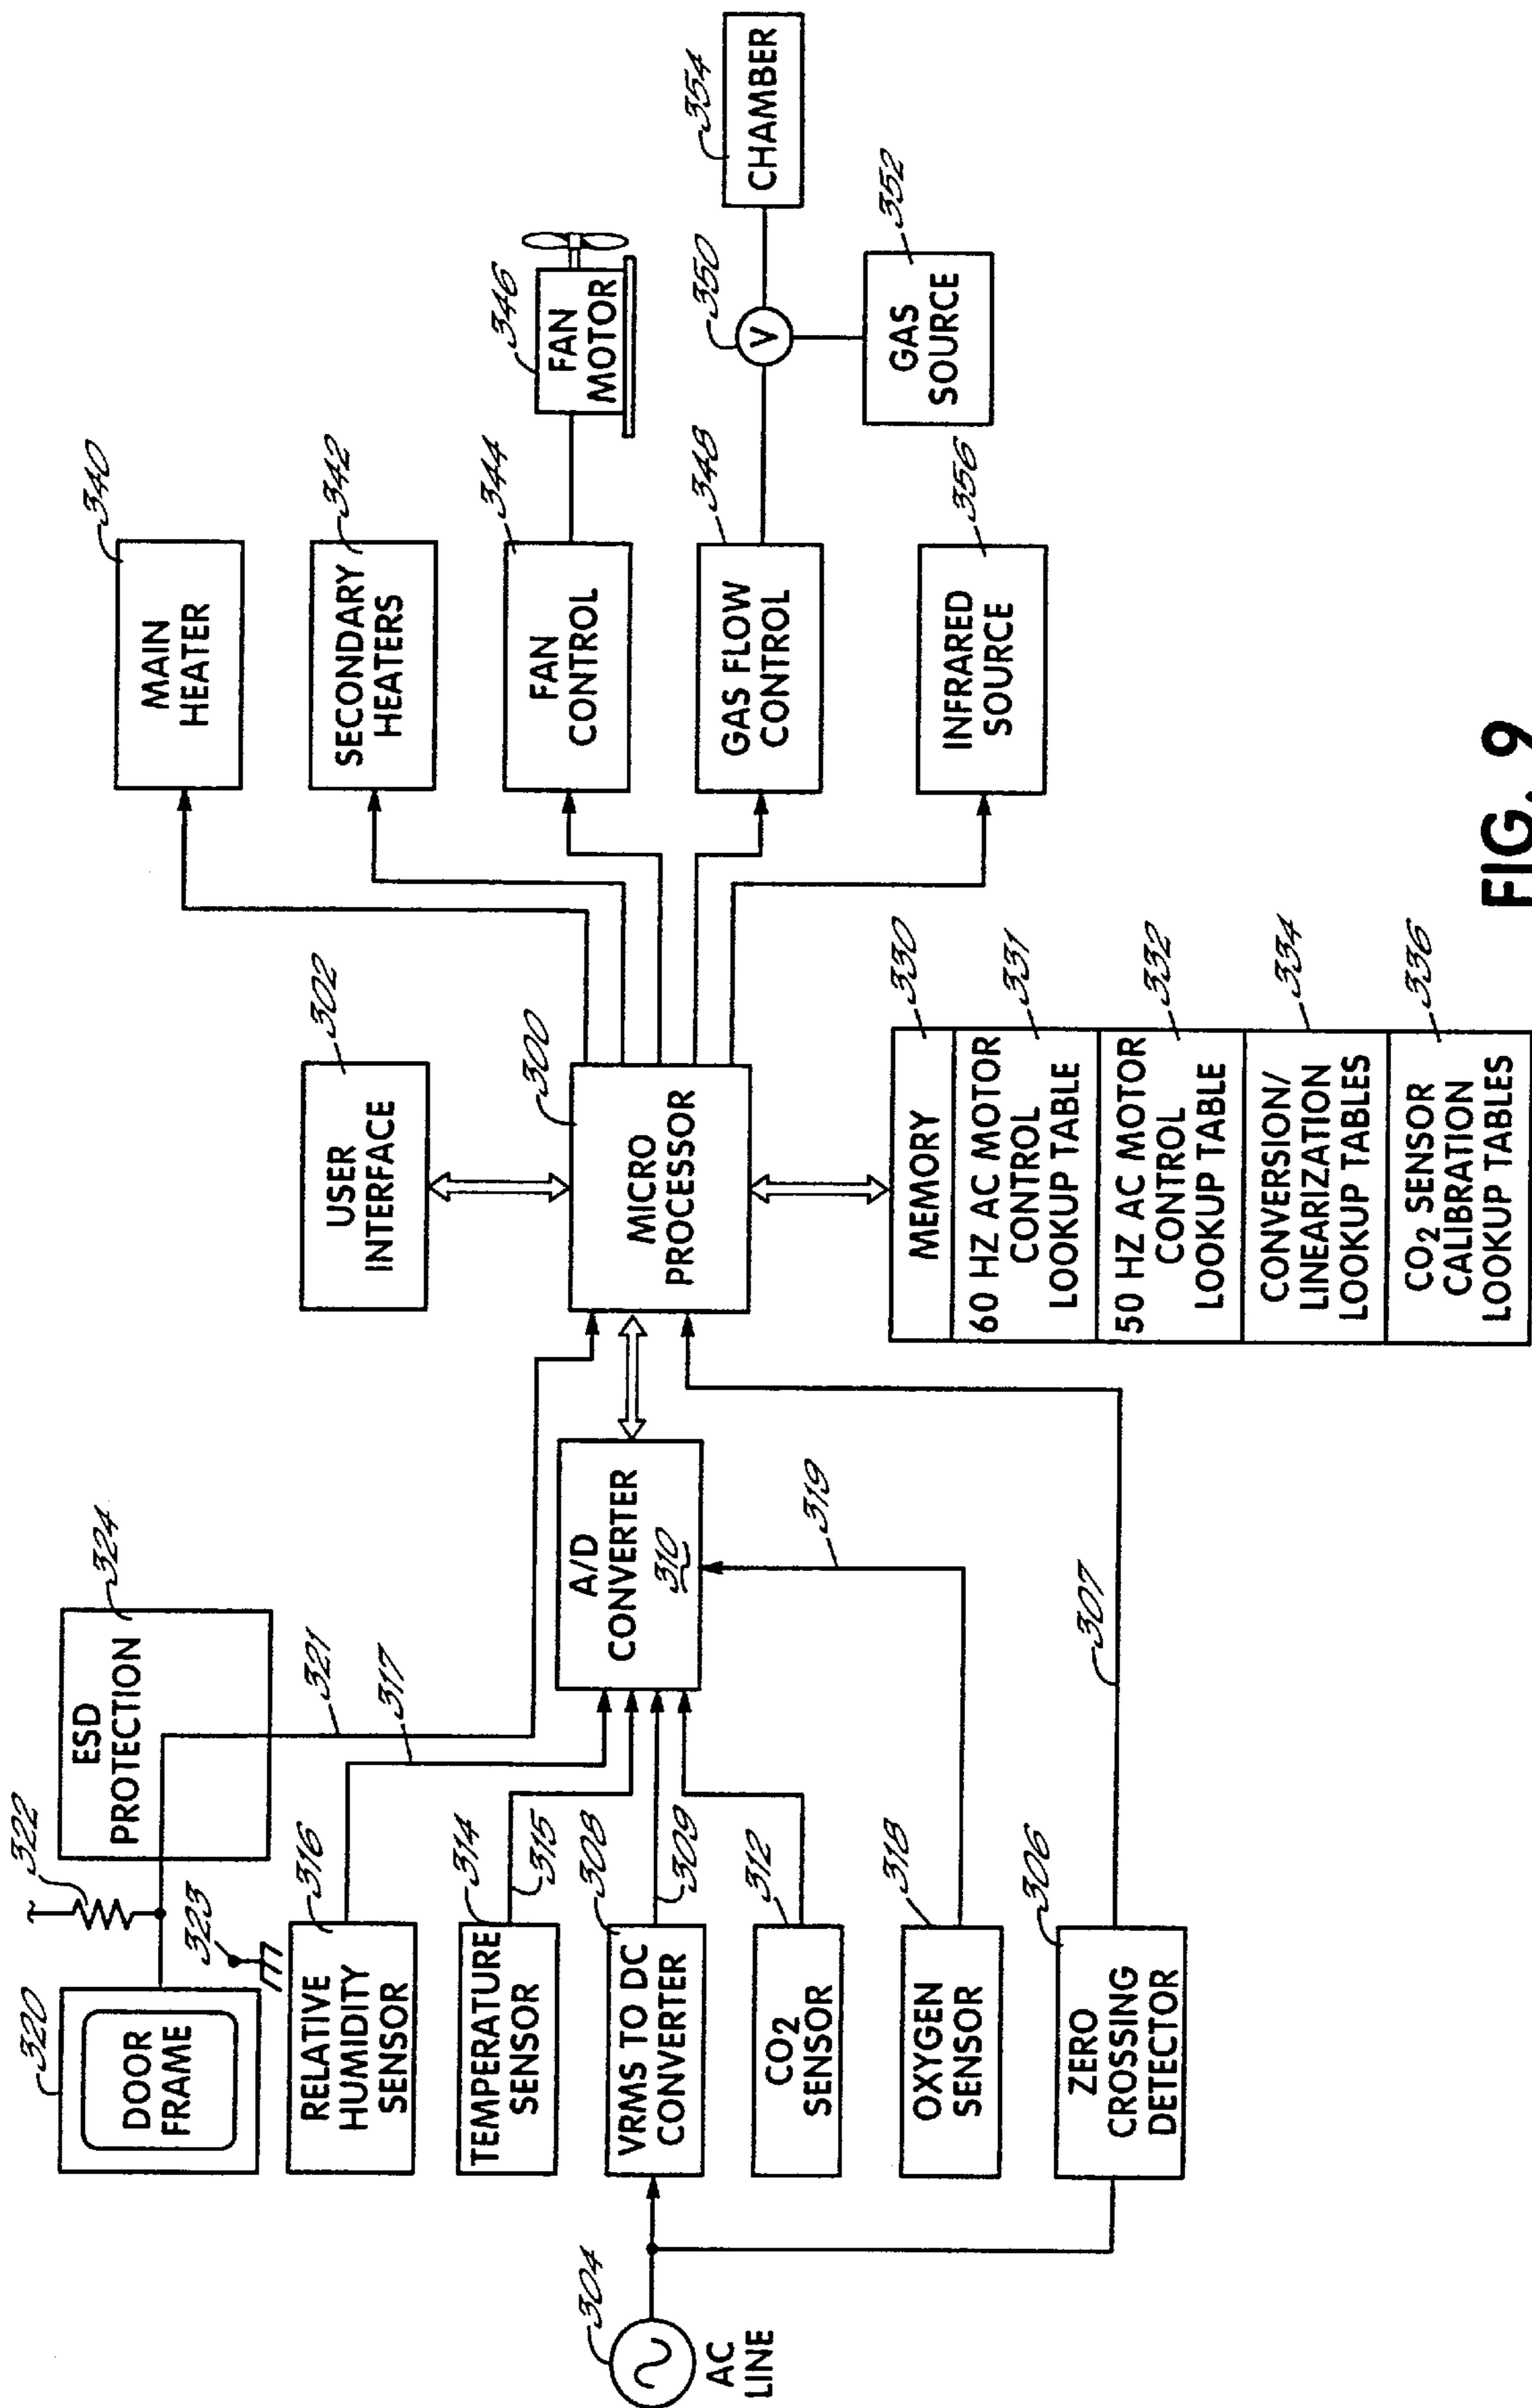 320
DOOR
FRAME
322
323
ESD
PROTECTION
324
321
316
RELATIVE
HUMIDITY
SENSOR
317
314
TEMPERATURE
SENSOR
315
304
AC
LINE
308
VRMS TO DC
CONVERTER
309
312
CO2
SENSOR
318
OXYGEN
SENSOR
319
306
ZERO
CROSSING
DETECTOR
307
A/D
CONVERTER
310
302
USER
INTERFACE
300
MICRO
PROCESSOR
MEMORY
330
60 HZ AC MOTOR
CONTROL
LOOKUP TABLE
331
50 HZ AC MOTOR
CONTROL
LOOKUP TABLE
332
CONVERSION/
LINEARIZATION
LOOKUP TABLES
334
CO2 SENSOR
CALIBRATION
LOOKUP TABLES
336
340
MAIN
HEATER
342
SECONDARY
HEATERS
344
FAN
CONTROL
346
FAN
MOTOR
348
GAS FLOW
CONTROL
350
V
354
CHAMBER
352
GAS
SOURCE
356
INFRARED
SOURCE
FIG. 9